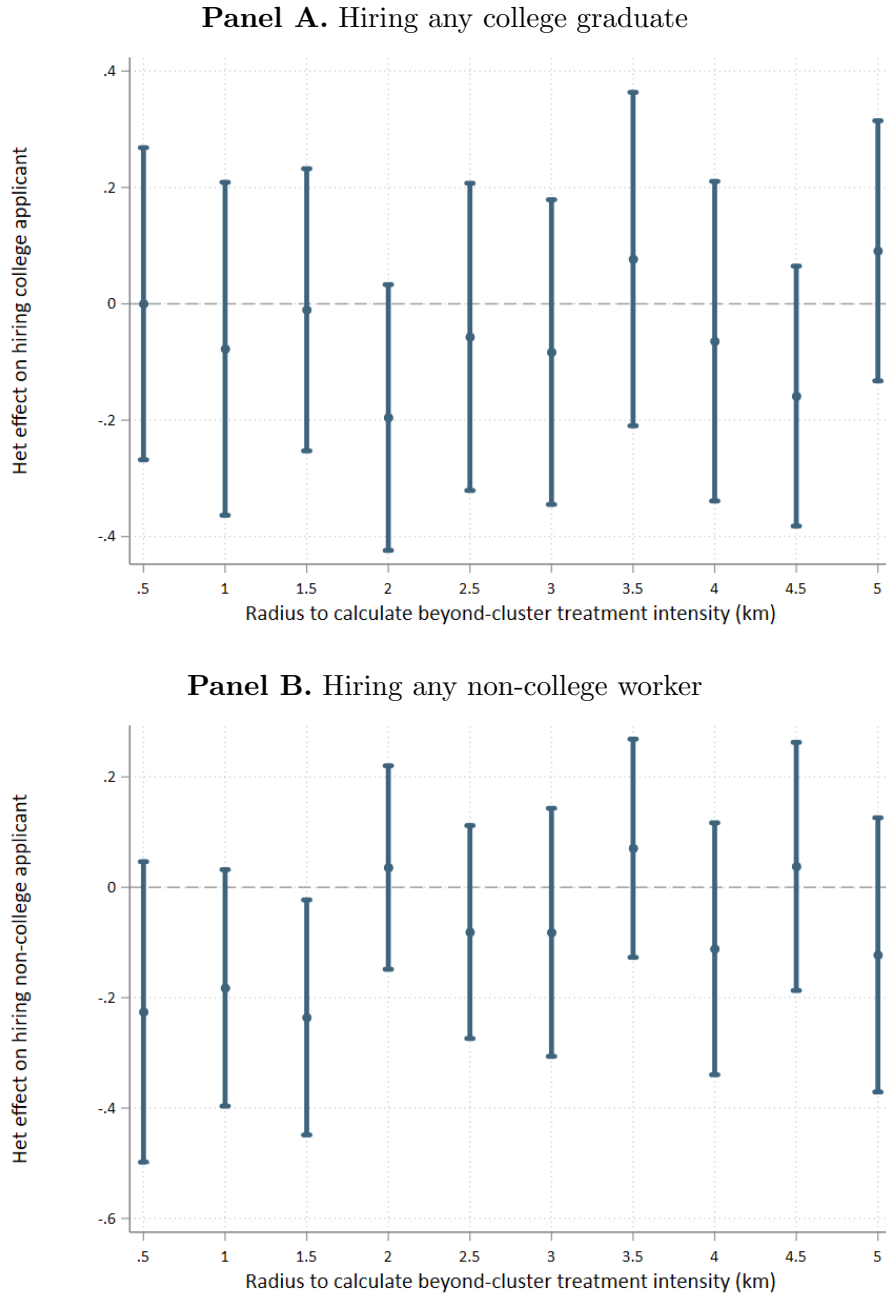 Panel A. Hiring any college graduate
Het effect on hiring college applicant
.4
.2
0
-.2
-.4
.5 1 1.5 2 2.5 3 3.5 4 4.5 5
Radius to calculate beyond-cluster treatment intensity (km)
Panel B. Hiring any non-college worker
Het effect on hiring non-college applicant
.2
0
-.2
-.4
-.6
.5 1 1.5 2 2.5 3 3.5 4 4.5 5
Radius to calculate beyond-cluster treatment intensity (km)